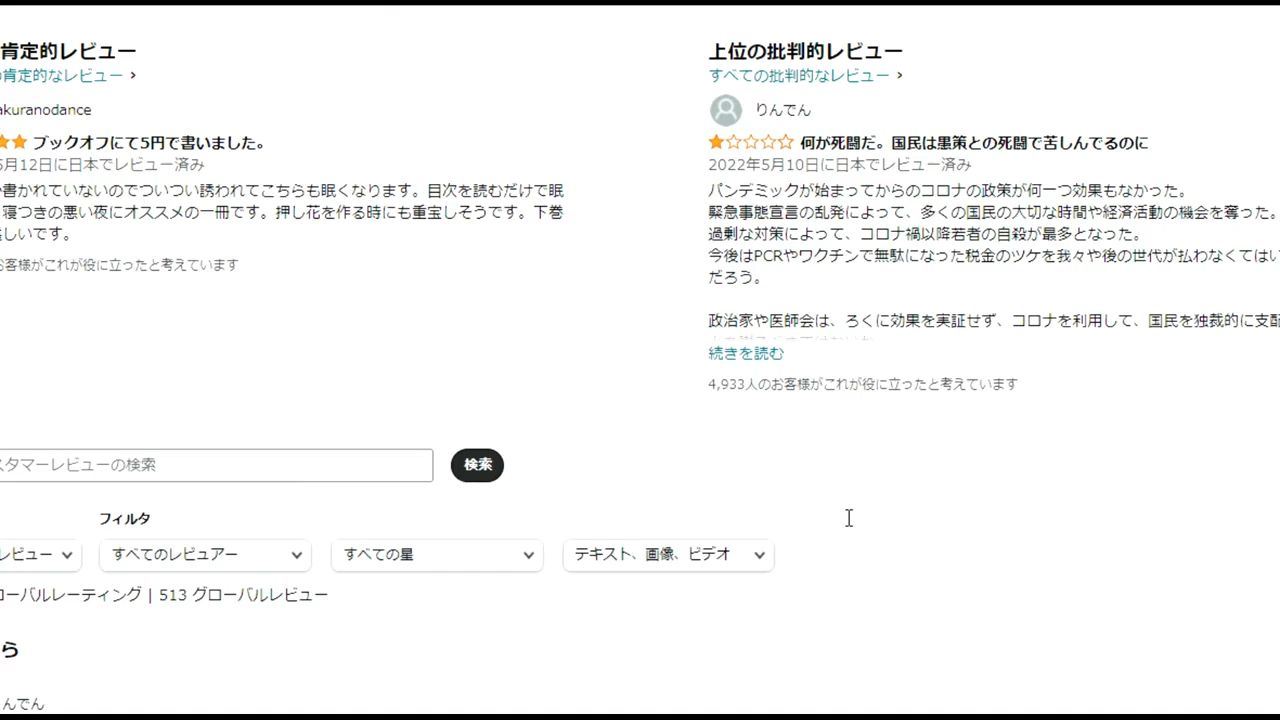 肯定的レビュー
の肯定的なレビュー ›
akuranodance
ブックオフにて5円で書いました。
5月12日に日本でレビュー済み
書かれていないのでついつい誘われてこちらも眠くなります。目次を読むだけで眠
寝つきの悪い夜にオススメの一冊です。押し花を作る時にも重宝しそうです。下巻
しいです。
お客様がこれが役に立ったと考えています
上位の批判的レビュー
すべての批判的なレビュー ›
りんでん
何が死闘だ。国民は愚策との死闘で苦しんでるのに
2022年5月10日に日本でレビュー済み
パンデミックが始まってからのコロナの政策が何一つ効果もなかった。
緊急事態宣言の乱発によって、多くの国民の大切な時間や経済活動の機会を奪った。
過剰な対策によって、コロナ禍以降若者の自殺が最多となった。
今後はPCRやワクチンで無駄になった税金のツケを我々や後の世代が払わなくてはい
だろう。
政治家や医師会は、ろくに効果を実証せず、コロナを利用して、国民を独裁的に支配
続きを読む
4,933人のお客様がこれが役に立ったと考えています
スタマーレビューの検索
検索
フィルタ
レビュー
すべてのレビュアー
すべての星
テキスト、画像、ビデオ
ローバルレーティング | 513 グローバルレビュー
ら
んでん